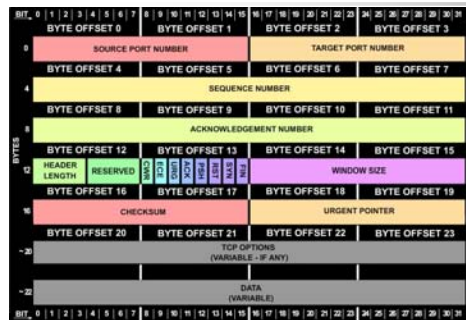 BIT_ 0 1 2 3 4 5 6 7 8 9 10 11 12 13 14 15 16 17 18 19 20 21 22 23 24 25 26 27 28 29 30 31
BYTE OFFSET 0 BYTE OFFSET 1 BYTE OFFSET 2 BYTE OFFSET 3
0 SOURCE PORT NUMBER TARGET PORT NUMBER
BYTE OFFSET 4 BYTE OFFSET 5 BYTE OFFSET 6 BYTE OFFSET 7
4 SEQUENCE NUMBER
BYTE OFFSET 8 BYTE OFFSET 9 BYTE OFFSET 10 BYTE OFFSET 11
8 ACKNOWLEDGEMENT NUMBER
BYTES
BYTE OFFSET 12 BYTE OFFSET 13 BYTE OFFSET 14 BYTE OFFSET 15
12 HEADER LENGTH RESERVED CWR ECE URG ACK PSH RST SYN FIN WINDOW SIZE
BYTE OFFSET 16 BYTE OFFSET 17 BYTE OFFSET 18 BYTE OFFSET 19
16 CHECKSUM URGENT POINTER
BYTE OFFSET 20 BYTE OFFSET 21 BYTE OFFSET 22 BYTE OFFSET 23
~20 TCP OPTIONS
(VARIABLE - IF ANY)
~22 DATA
(VARIABLE)
BIT_ 0 1 2 3 4 5 6 7 8 9 10 11 12 13 14 15 16 17 18 19 20 21 22 23 24 25 26 27 28 29 30 31